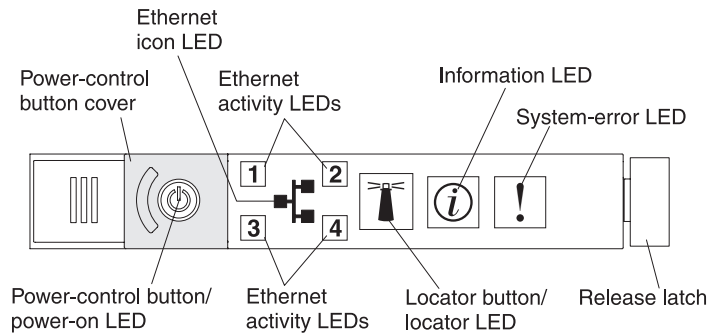 Ethernet
icon LED
Power-control
button cover
Ethernet
activity LEDs
Information LED
System-error LED
1
2
i
!
3
4
Power-control button/
power-on LED
Ethernet
activity LEDs
Locator button/
locator LED
Release latch